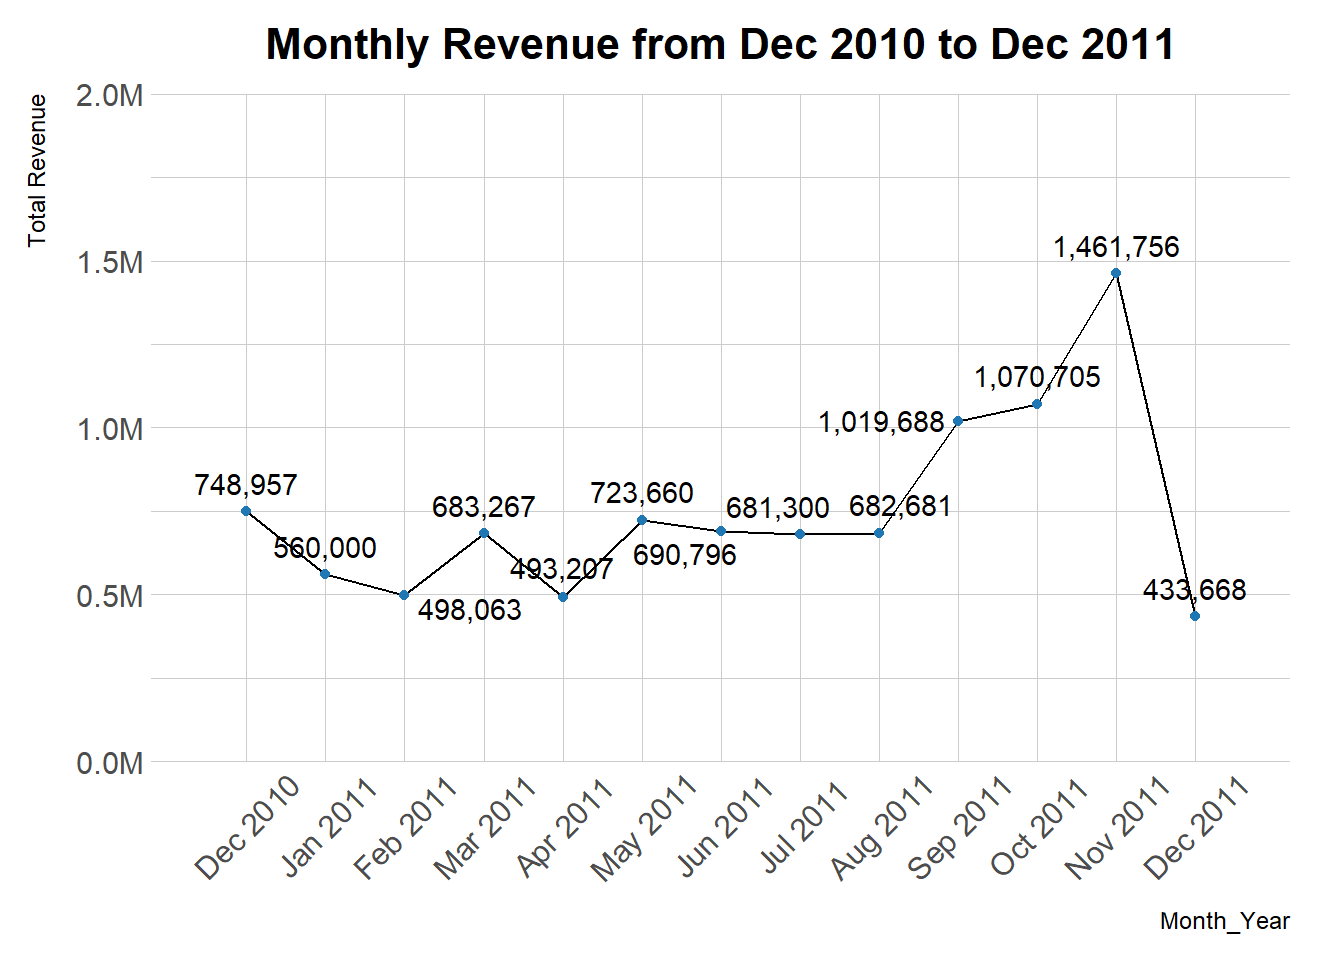 Monthly Revenue from Dec 2010 to Dec 2011
Total Revenue
2.0M
1.5M
1.0M
0.5M
0.0M
748,957
560,000
498,063
683,267
493,207
723,660
690,796
681,300
682,681
1,019,688
1,070,705
1,461,756
433,668
Dec 2010
Jan 2011
Feb 2011
Mar 2011
Apr 2011
May 2011
Jun 2011
Jul 2011
Aug 2011
Sep 2011
Oct 2011
Nov 2011
Dec 2011
Month_Year